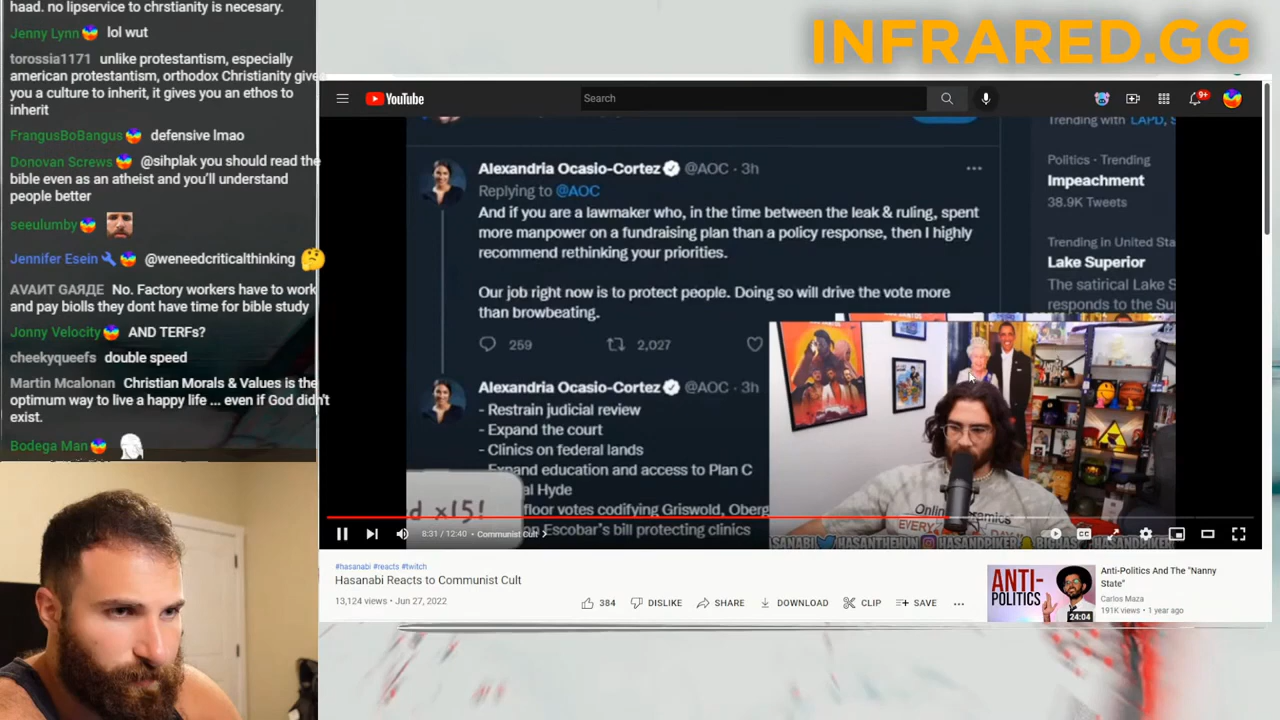 haad. no lipservice to chrstianity is necesary.
Jenny Lynn lol wut
torossia1171 unlike protestantism, especially
american protestantism, orthodox Christianity give
you a culture to inherit, it gives you an ethos to
inherit
FrangusBoBangus defensive lmao
Donovan Screws @sihplak you should read the
bible even as an atheist and you'll understand
people better
seeulumby
Jennifer Esein @weneedcriticalthinking
АVАИТ GАЯДЕ No. Factory workers have to work
and pay biolls they dont have time for bible study
Jonny Velocity AND TERFs?
cheekyqueefs double speed
Martin Mcalonan Christian Morals & Values is the
optimum way to live a happy life ... even if God didn't
exist.
Bodega Man
INFRARED.GG
YouTube
Search
9+
Trending with LAPD, S
Alexandria Ocasio-Cortez @AOC · 3h
Replying to @AOC
And if you are a lawmaker who, in the time between the leak & ruling, spent
more manpower on a fundraising plan than a policy response, then I highly
recommend rethinking your priorities.
Our job right now is to protect people. Doing so will drive the vote more
than browbeating.
259 2,027
Politics · Trending
Impeachment
38.9K Tweets
Trending in United Sta
Lake Superior
The satirical Lake S
responds to the Sup
Alexandria Ocasio-Cortez @AOC · 3h
- Restrain judicial review
- Expand the court
- Clinics on federal lands
- Expand education and access to Plan C
al Hyde
floor votes codifying Griswold, Oberg
Escobar's bill protecting clinics
d x15!
Online Ceramics
8:31 / 12:40 · Communist Cult
CC
#hasanabi #reacts #twitch
Hasanabi Reacts to Communist Cult
13,124 views · Jun 27, 2022
384 DISLIKE SHARE DOWNLOAD CLIP SAVE
ANTI-
POLITICS
24:04
Anti-Politics And The "Nanny
State"
Carlos Maza
191K views · 1 year ago